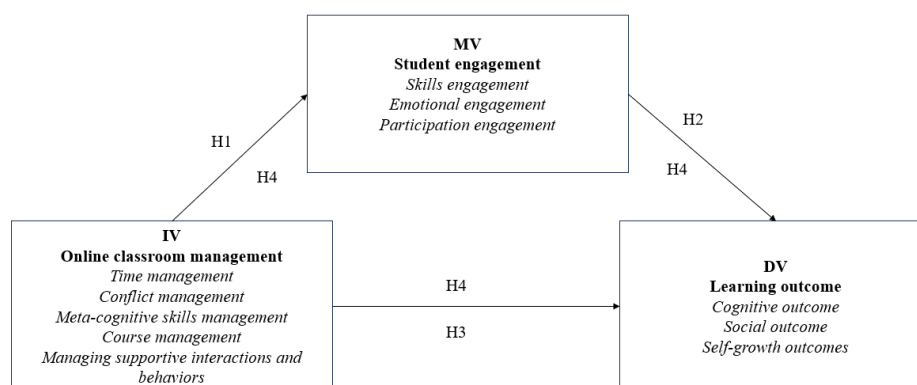 MV
Student engagement
Skills engagement
Emotional engagement
Participation engagement
H1
H2
H4
H4
IV
Online classroom management
Time management
Conflict management
Meta-cognitive skills management
Course management
Managing supportive interactions and
behaviors
H4
H3
DV
Learning outcome
Cognitive outcome
Social outcome
Self-growth outcomes